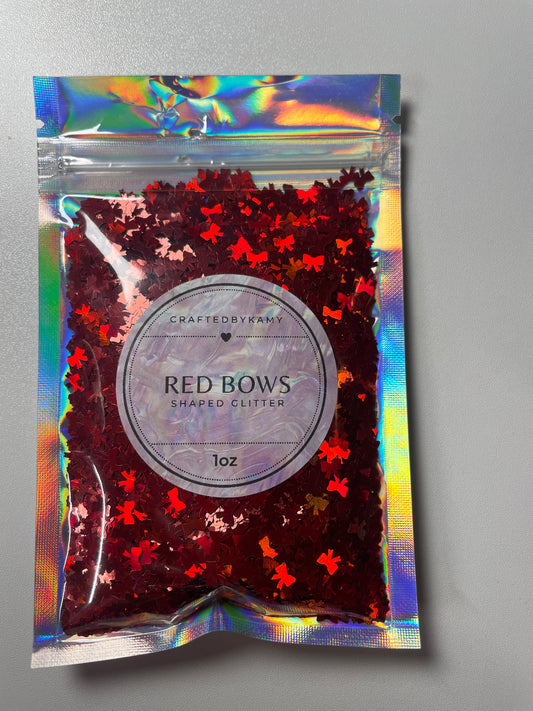 CRAFTEDBYKAMY
RED BOWS
SHAPED GLITTER
1oz